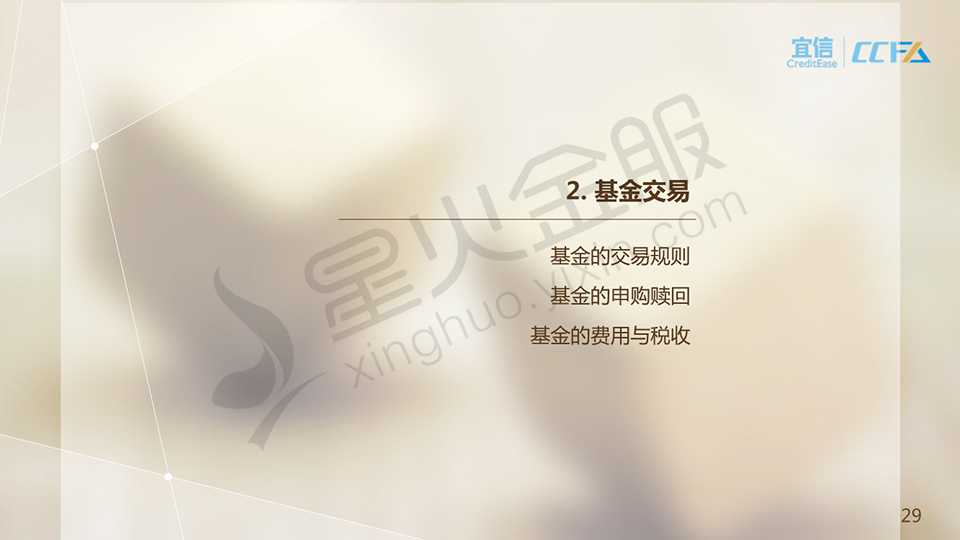 宜信
CreditEase
CCFA
2. 基金交易
基金的交易规则
基金的申购赎回
基金的费用与税收
星火金服
xinghuo.yixin.com
29